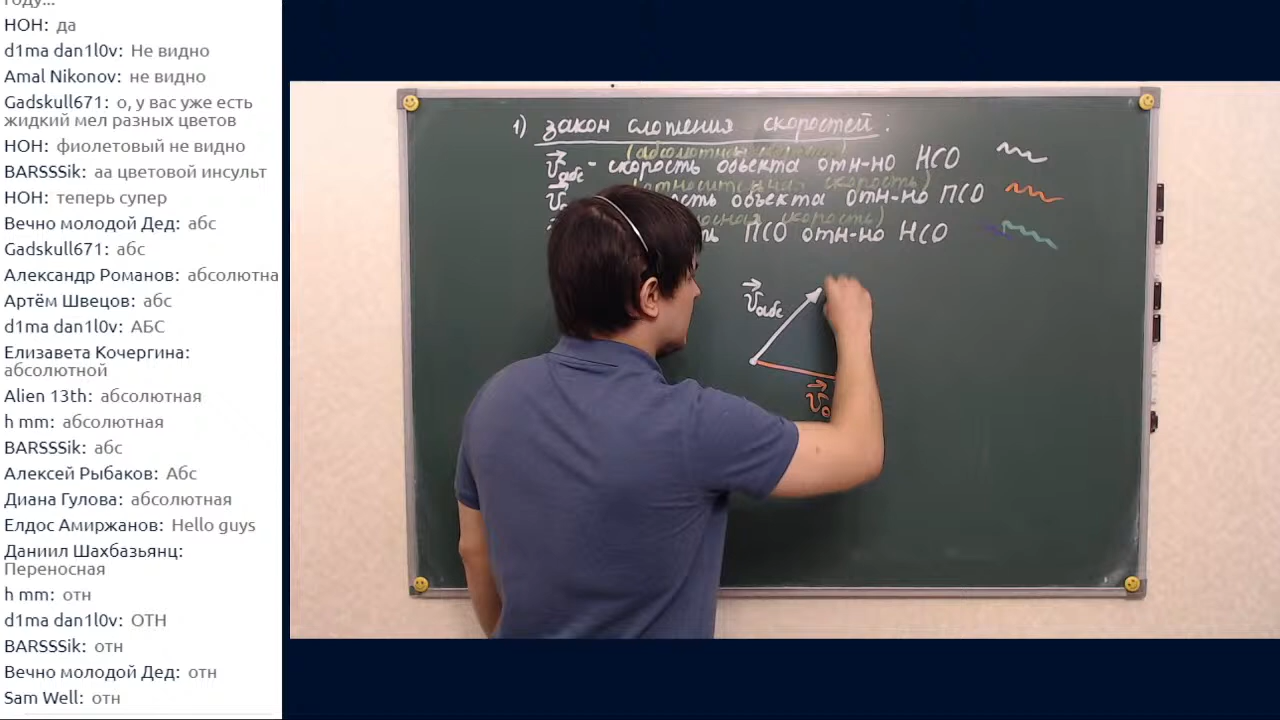 НОН: да
d1ma dan1l0v: Не видно
Amal Nikonov: не видно
Gadskull671: о, у вас уже есть
жидкий мел разных цветов
НОН: фиолетовый не видно
BARSSSik: аа цветовой инсульт
НОН: теперь супер
Вечно молодой Дед: абс
Gadskull671: абс
Александр Романов: абсолютна
Артём Швецов: абс
d1ma dan1l0v: АБС
Елизавета Кочергина:
абсолютной
Alien 13th: абсолютная
h mm: абсолютная
BARSSSik: абс
Алексей Рыбаков: Абс
Диана Гулова: абсолютная
Елдос Амиржанов: Hello guys
Даниил Шахбазьянц:
Переносная
h mm: отн
d1ma dan1l0v: ОТН
BARSSSik: отн
Вечно молодой Дед: отн
Sam Well: отн
1) закон сложения скоростей:
(абсолютная скорость)
v абс - скорость объекта отн-но НСО
(относительная скорость)
объекта отн-но ПСО
скорость)
ПСО отн-но НСО
v абс
v о